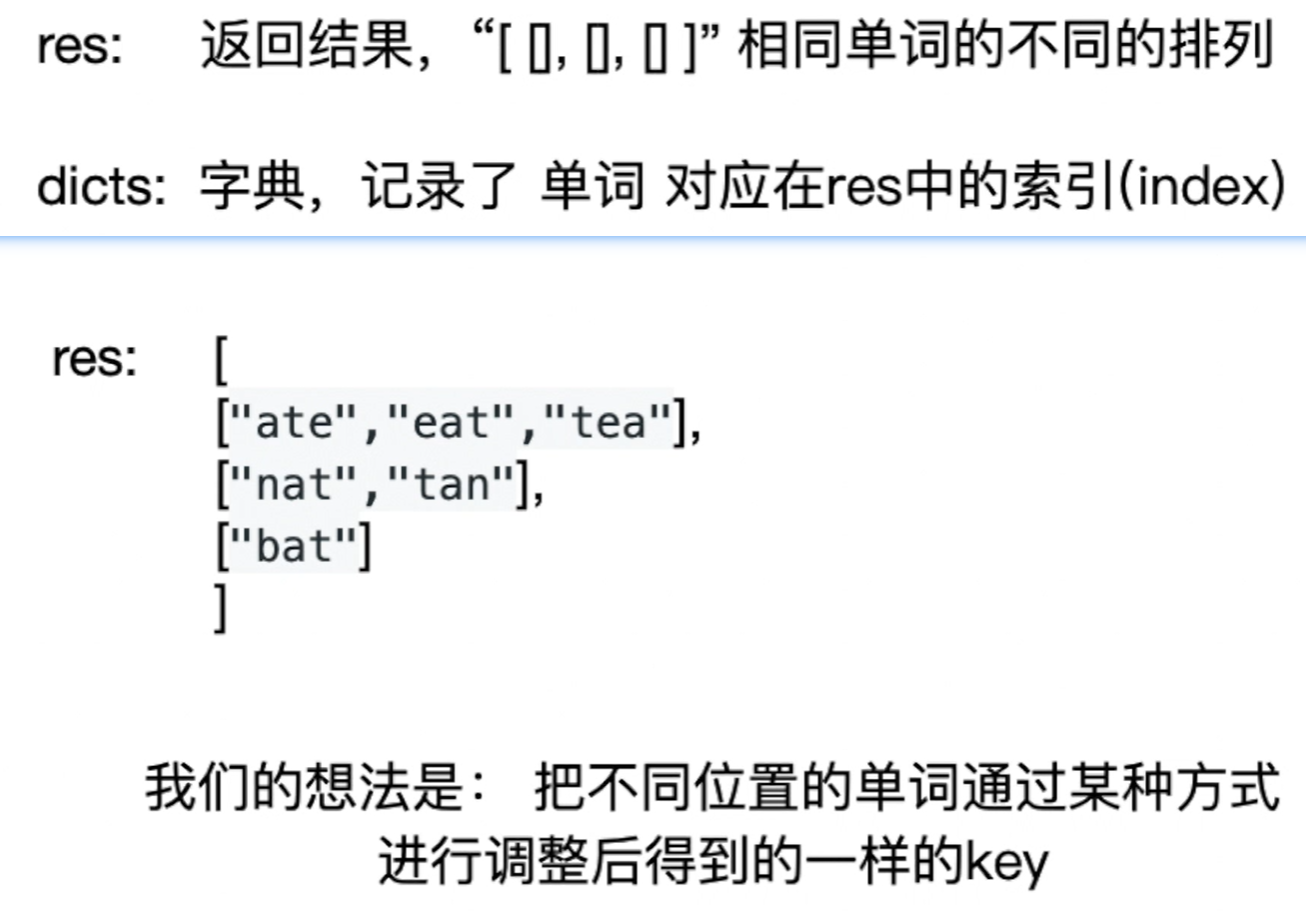 res: 返回结果，“[ [], [], [] ]” 相同单词的不同的排列
dicts: 字典，记录了 单词 对应在res中的索引(index)
res: [
["ate","eat","tea"],
["nat","tan"],
["bat"]
]
我们的想法是： 把不同位置的单词通过某种方式
进行调整后得到的一样的key